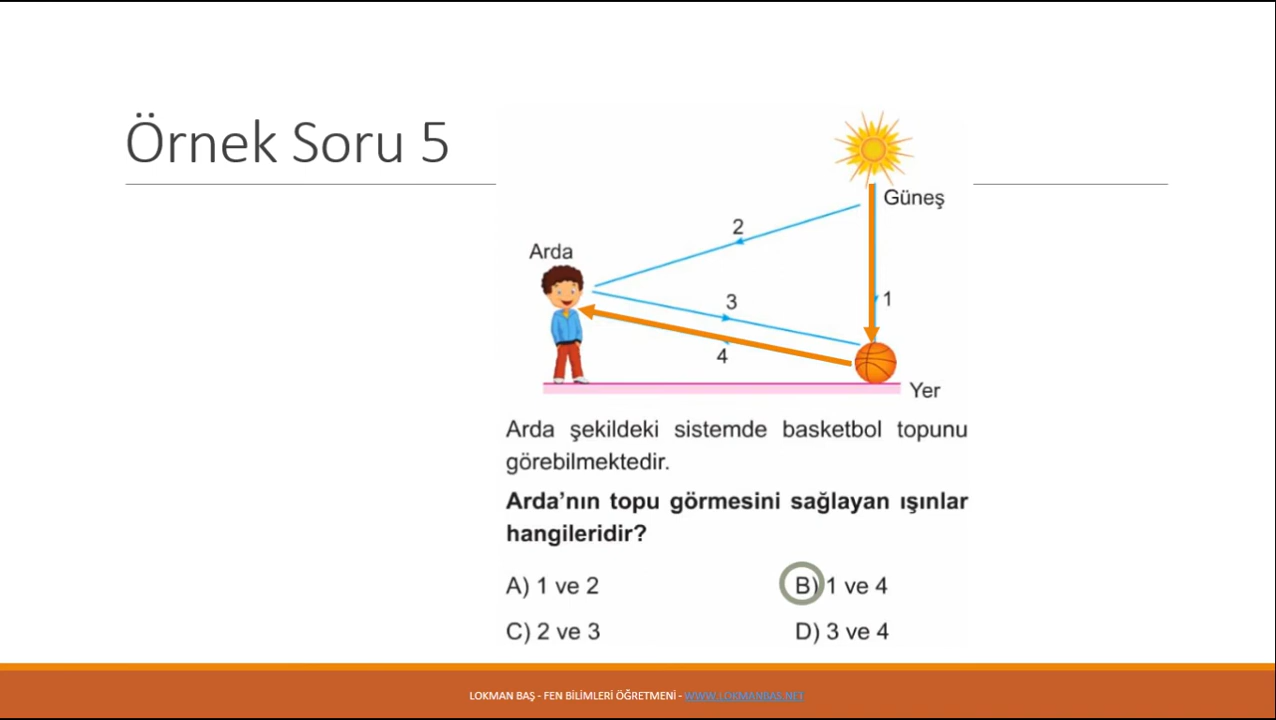 Örnek Soru 5
Güneş
2
Arda
1
3
4
Yer
Arda şekildeki sistemde basketbol topunu
görebilmektedir.
Arda'nın topu görmesini sağlayan ışınlar
hangileridir?
A) 1 ve 2
B) 1 ve 4
C) 2 ve 3
D) 3 ve 4
LOKMAN BAŞ - FEN BİLİMLERİ ÖĞRETMENİ - WWW.LOKMANBAS.NET